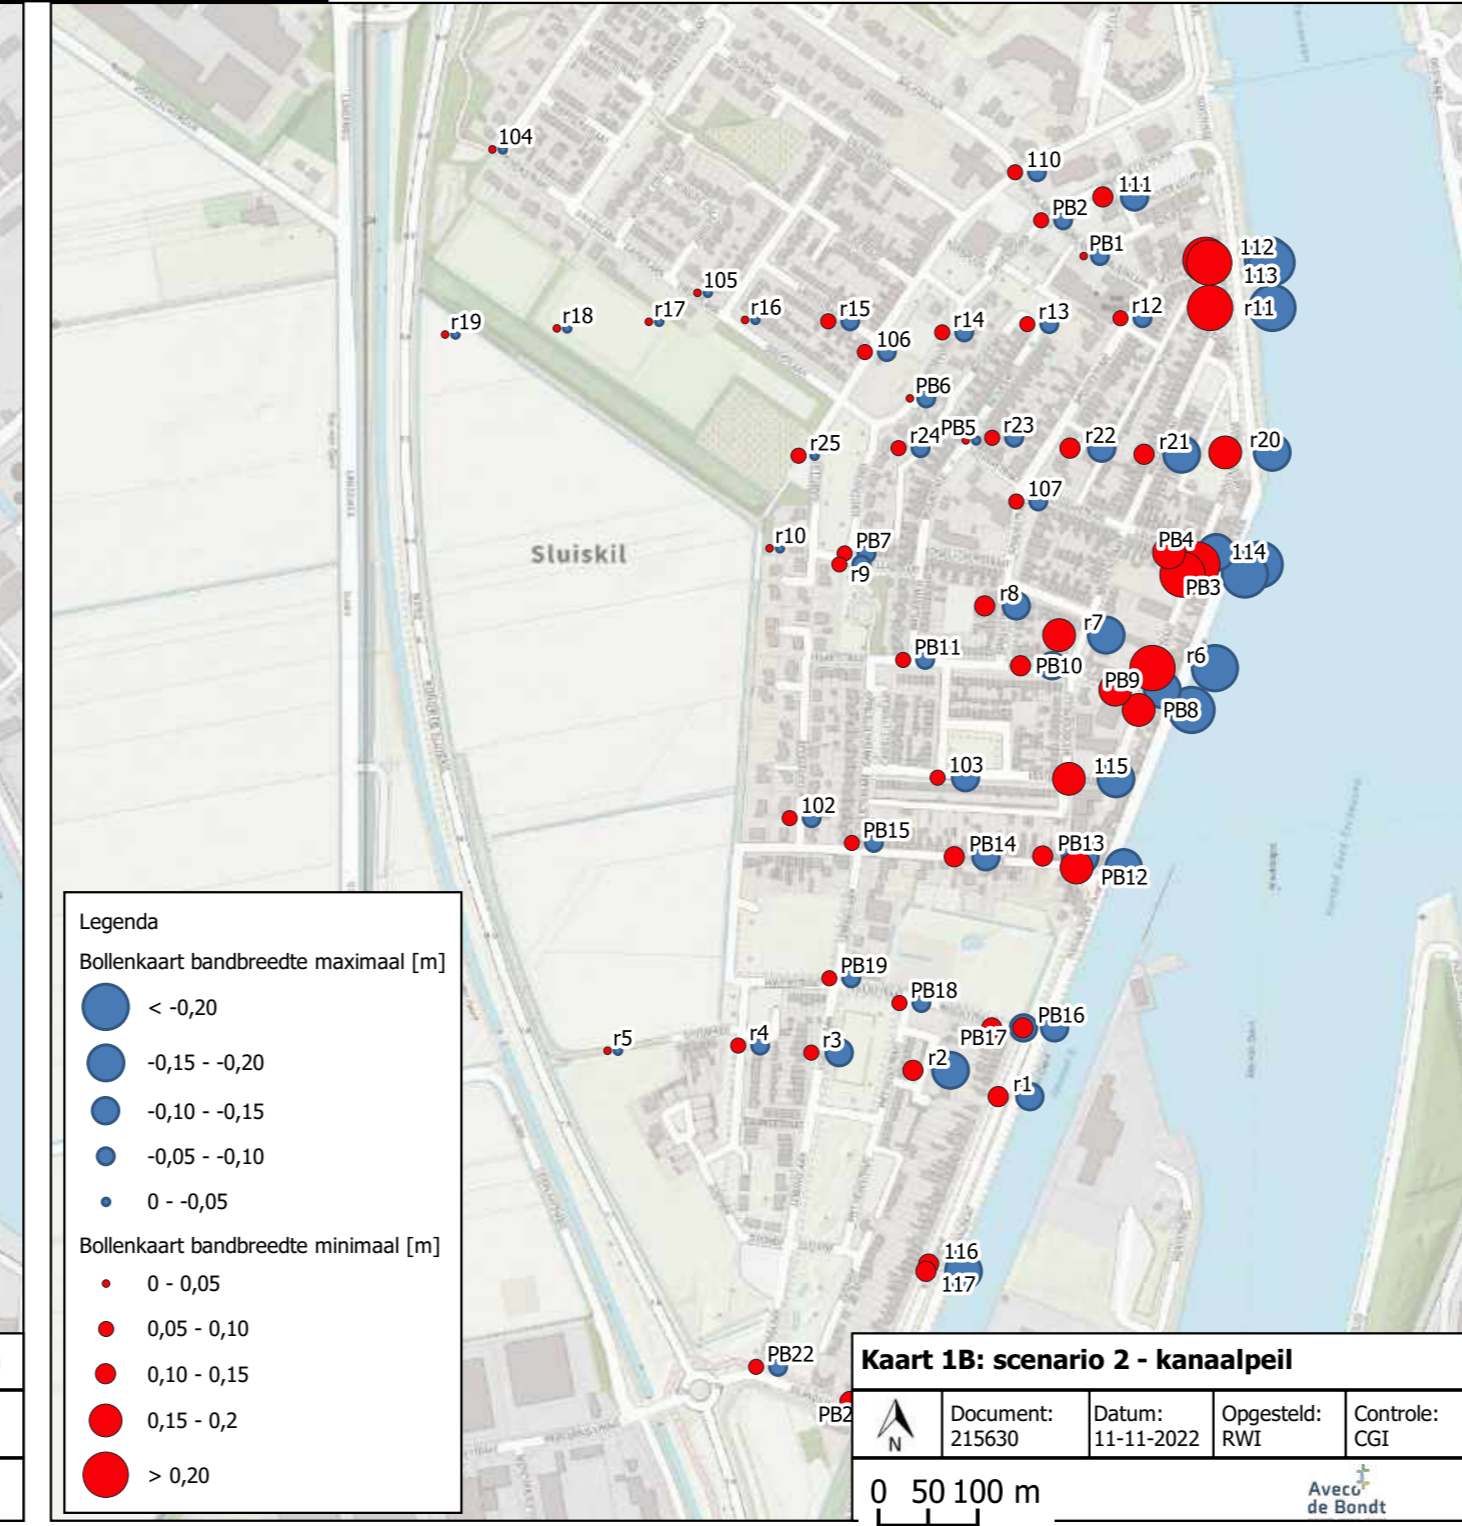 104
110
111
PB2
PB1
112
113
r11
105
r19
r18
r17
r16
r15
106
r14
r13
r12
PB6
PB5
r23
r24
r25
r22
r21
r20
107
r10
PB7
r9
Sluiskil
PB4
114
PB3
r8
r7
PB11
PB10
r6
PB9
PB8
103
115
102
PB15
PB14
PB13
PB12
PB19
PB18
PB16
PB17
r5
r4
r3
r2
r1
116
117
PB22
PB2
Legenda
Bollenkaart bandbreedte maximaal [m]
< -0,20
-0,15 - -0,20
-0,10 - -0,15
-0,05 - -0,10
0 - -0,05
Bollenkaart bandbreedte minimaal [m]
0 - 0,05
0,05 - 0,10
0,10 - 0,15
0,15 - 0,2
> 0,20
Kaart 1B: scenario 2 - kanaalpeil
N
Document:
215630
Datum:
11-11-2022
Opgesteld:
RWI
Controle:
CGI
0 50 100 m
Aveco
de Bondt